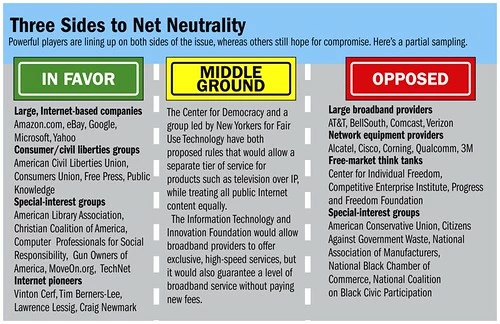 Three Sides to Net Neutrality
Powerful players are lining up on both sides of the issue, whereas others still hope for compromise. Here's a partial sampling.
IN FAVOR
Large, Internet-based companies
Amazon.com, eBay, Google,
Microsoft, Yahoo
Consumer/civil liberties groups
American Civil Liberties Union,
Consumers Union, Free Press, Public
Knowledge
Special-interest groups
American Library Association,
Christian Coalition of America,
Computer Professionals for Social
Responsibility, Gun Owners of
America, MoveOn.org, TechNet
Internet pioneers
Vinton Cerf, Tim Berners-Lee,
Lawrence Lessig, Craig Newmark
MIDDLE
GROUND
The Center for Democracy and a
group led by New Yorkers for Fair
Use Technology have both
proposed rules that would allow a
separate tier of service for
products such as television over IP,
while treating all public Internet
content equally.
The Information Technology and
Innovation Foundation would allow
broadband providers to offer
exclusive, high-speed services, but
it would also guarantee a level of
broadband service without paying
new fees.
OPPOSED
Large broadband providers
AT&T, BellSouth, Comcast, Verizon
Network equipment providers
Alcatel, Cisco, Corning, Qualcomm, 3M
Free-market think tanks
Center for Individual Freedom,
Competitive Enterprise Institute, Progress
and Freedom Foundation
Special-interest groups
American Conservative Union, Citizens
Against Government Waste, National
Association of Manufacturers,
National Black Chamber of
Commerce, National Coalition
on Black Civic Participation